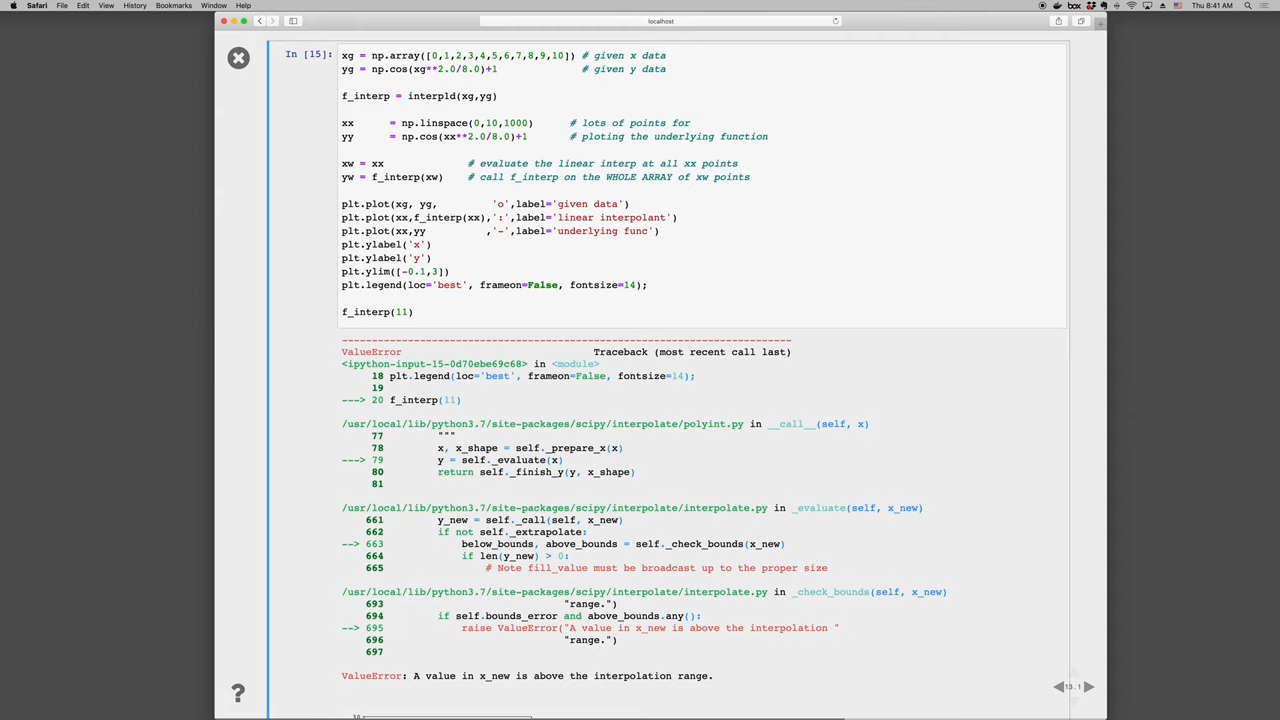 Safari File Edit View History Bookmarks Window Help
box Thu 8:41 AM
localhost
In [15]:
xg = np.array([0,1,2,3,4,5,6,7,8,9,10]) # given x data
yg = np.cos(xg**2.0/8.0)+1 # given y data
f_interp = interp1d(xg,yg)
xx = np.linspace(0,10,1000) # lots of points for
yy = np.cos(xx**2.0/8.0)+1 # ploting the underlying function
xw = xx # evaluate the linear interp at all xx points
yw = f_interp(xw) # call f_interp on the WHOLE ARRAY of xw points
plt.plot(xg, yg, 'o',label='given data')
plt.plot(xx,f_interp(xx),':',label='linear interpolant')
plt.plot(xx,yy ,'-',label='underlying func')
plt.ylabel('x')
plt.ylabel('y')
plt.ylim([-0.1,3])
plt.legend(loc='best', frameon=False, fontsize=14);
f_interp(11)
---------------------------------------------------------------------------
ValueError Traceback (most recent call last)
<ipython-input-15-0d70ebe69c68> in <module>
18 plt.legend(loc='best', frameon=False, fontsize=14);
19
---> 20 f_interp(11)
/usr/local/lib/python3.7/site-packages/scipy/interpolate/polyint.py in __call__(self, x)
77 """
78 x, x_shape = self._prepare_x(x)
---> 79 y = self._evaluate(x)
80 return self._finish_y(y, x_shape)
81
/usr/local/lib/python3.7/site-packages/scipy/interpolate/interpolate.py in _evaluate(self, x_new)
661 y_new = self._call(self, x_new)
662 if not self._extrapolate:
--> 663 below_bounds, above_bounds = self._check_bounds(x_new)
664 if len(y_new) > 0:
665 # Note fill_value must be broadcast up to the proper size
/usr/local/lib/python3.7/site-packages/scipy/interpolate/interpolate.py in _check_bounds(self, x_new)
693 "range.")
694 if self.bounds_error and above_bounds.any():
--> 695 raise ValueError("A value in x_new is above the interpolation "
696 "range.")
697
ValueError: A value in x_new is above the interpolation range.
?
13.1